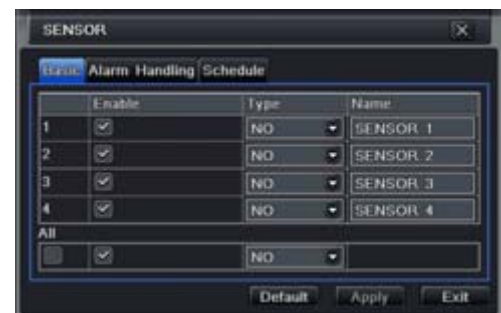 SENSOR
Basic Alarm Handling Schedule
Enable Type Name
1 NO SENSOR 1
2 NO SENSOR 2
3 NO SENSOR 3
4 NO SENSOR 4
All
NO
Default Apply Exit